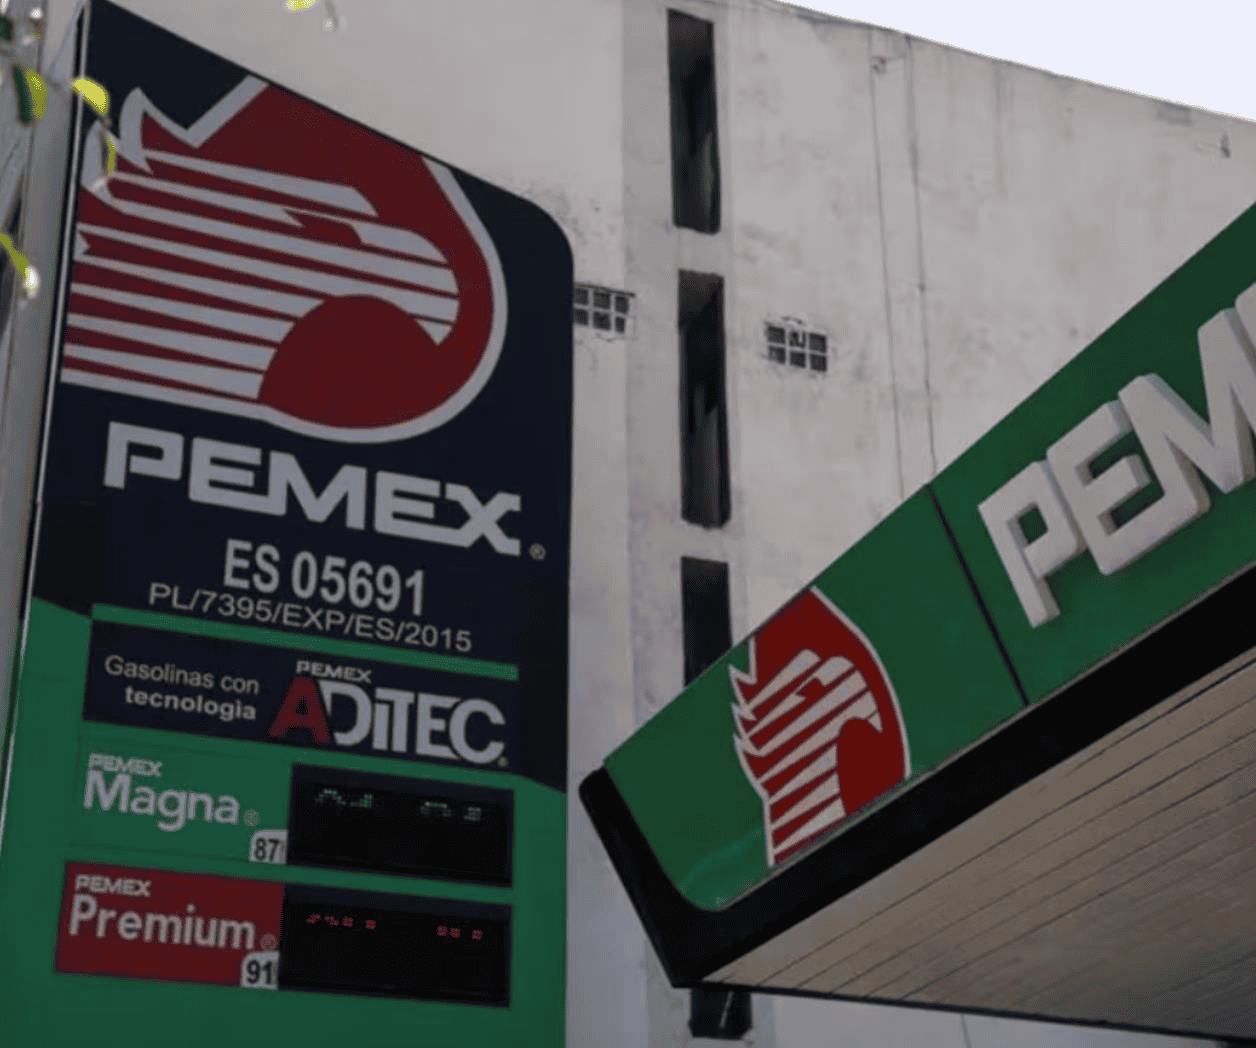 PEMEX®
ES 05691
PL/7395/EXP/ES/2015
Gasolinas con
tecnología
PEMEX
ADITEC®
PEMEX
Magna®
87
PEMEX
Premium®
91
PEM